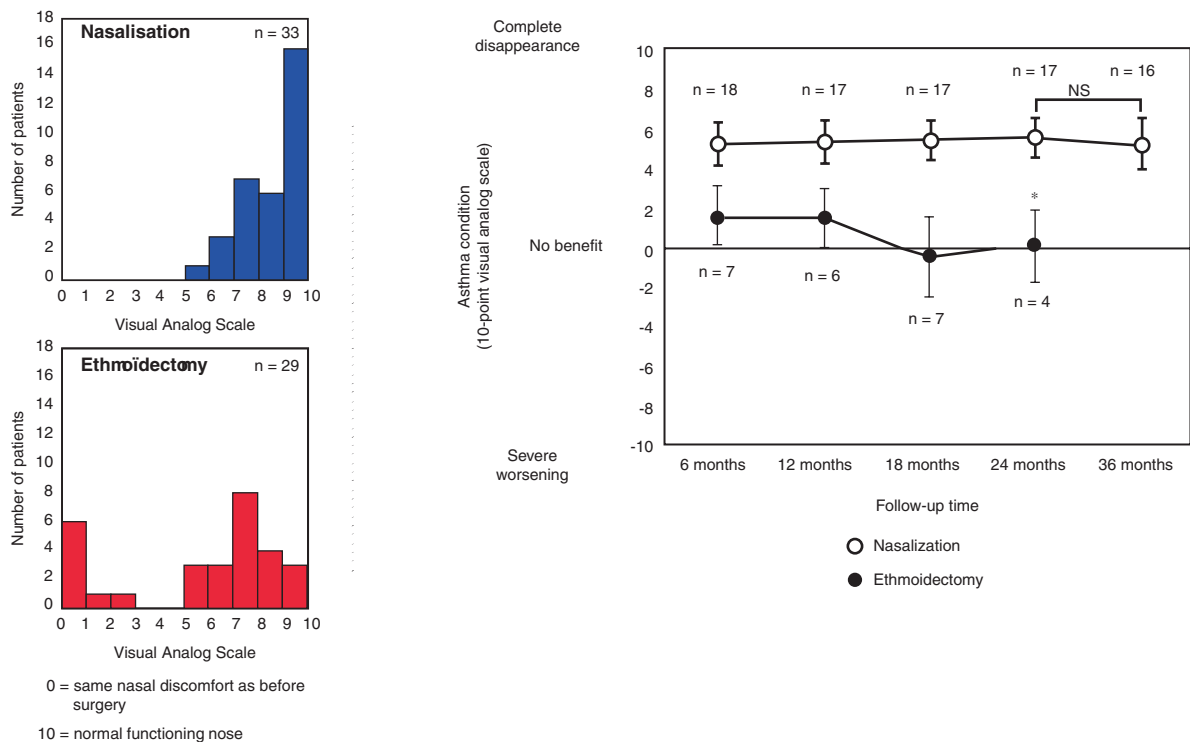 Nasalisation
n = 33
Number of patients
18
16
14
12
10
8
6
4
2
0
0 1 2 3 4 5 6 7 8 9 10
Visual Analog Scale
Ethmoïdectomy
n = 29
Number of patients
18
16
14
12
10
8
6
4
2
0
0 1 2 3 4 5 6 7 8 9 10
Visual Analog Scale
0 = same nasal discomfort as before
surgery
10 = normal functioning nose
Complete
disappearance
No benefit
Severe
worsening
Asthma condition
(10-point visual analog scale)
10
8
6
4
2
0
-2
-4
-6
-8
-10
n = 18
n = 17
n = 17
n = 17
n = 16
NS
*
n = 7
n = 6
n = 7
n = 4
6 months
12 months
18 months
24 months
36 months
Follow-up time
Nasalization
Ethmoidectomy